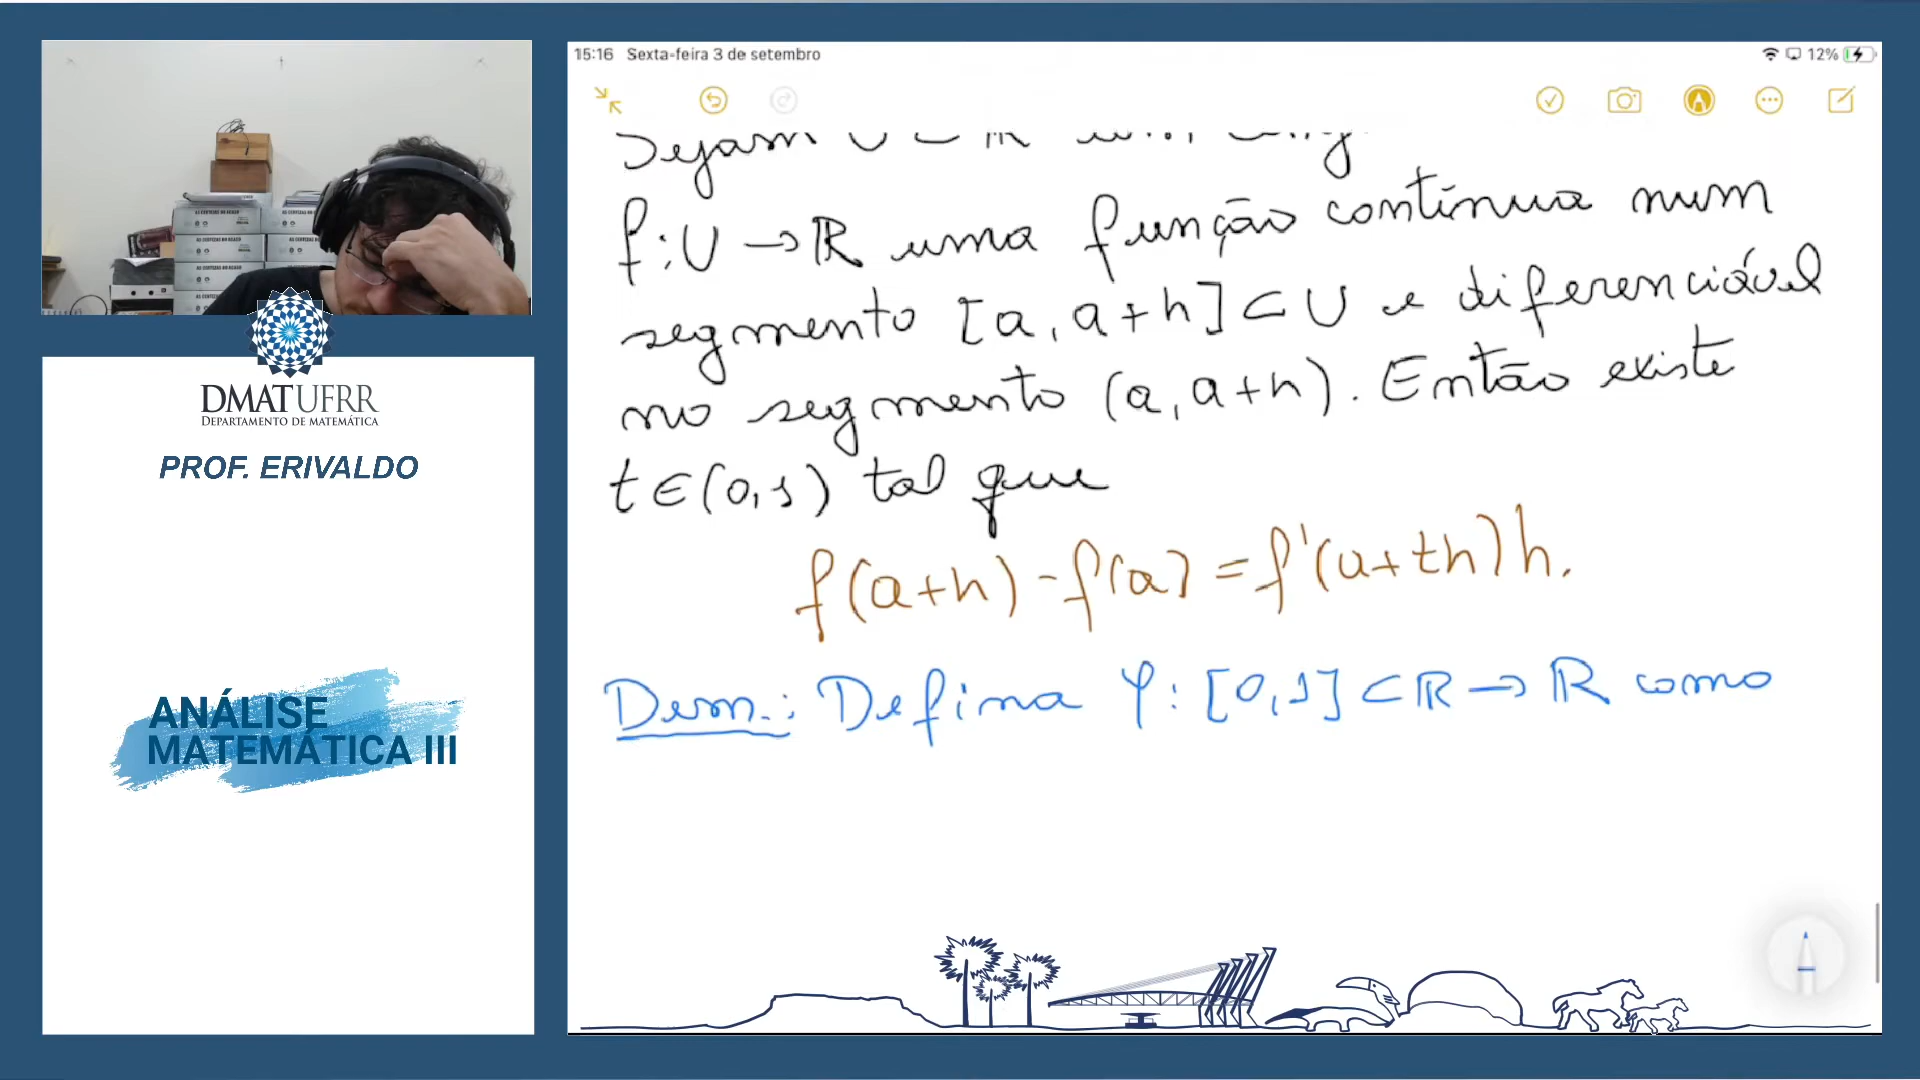 15:16 Sexta-feira 3 de setembro
12%
Sejam U ⊂ ℝ
f: U → ℝ uma função contínua num
segmento [a, a+h] ⊂ U e diferenciável
no segmento (a, a+h). Então existe
t ∈ (0,1) tal que
f(a+h) - f(a) = f'(a+th)h.
Dem.: Defina φ: [0,1] ⊂ ℝ → ℝ como
DMATUFRR
DEPARTAMENTO DE MATEMÁTICA
PROF. ERIVALDO
ANÁLISE
MATEMÁTICA III